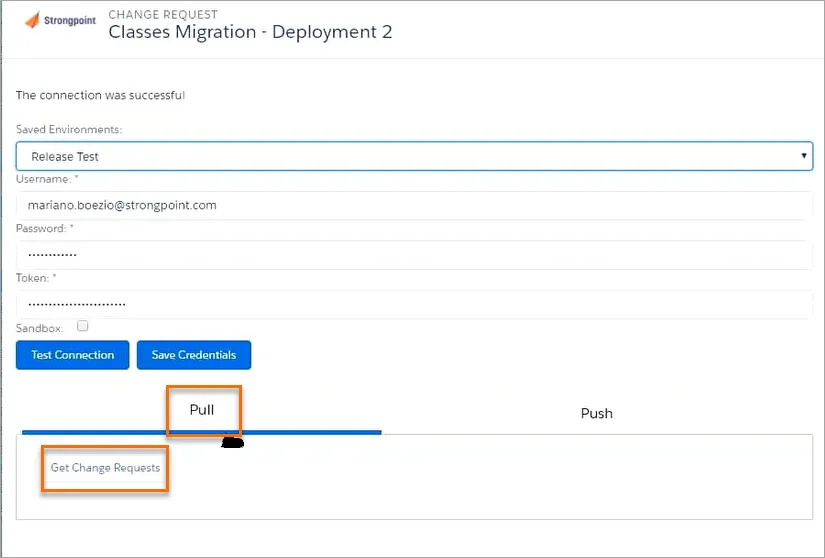 Strongpoint
CHANGE REQUEST
Classes Migration - Deployment 2
The connection was successful
Saved Environments:
Release Test
Username: *
mariano.boezio@strongpoint.com
Password: *
Token: *
Sandbox:
Test Connection
Save Credentials
Pull
Push
Get Change Requests